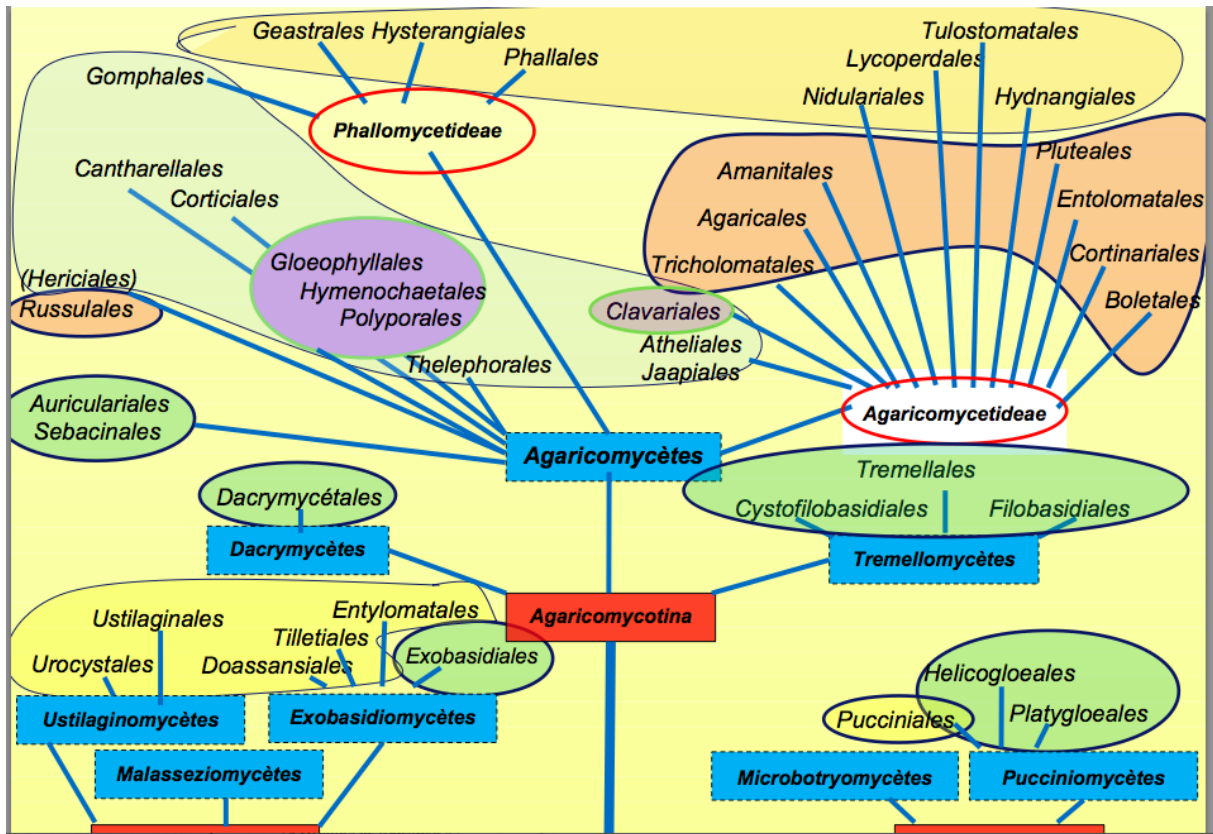 Geastrales Hysterangiales
Tulostomatales
Phallales
Lycoperdales
Gomphales
Nidulariales
Hydnangiales
Phallomycetideae
Pluteales
Cantharellales
Amanitales
Corticiales
Entolomatales
Agaricales
Gloeophyllales
Tricholomatales
Cortinariales
(Hericiales)
Hymenochaetales
Russulales
Polyporales
Clavariales
Boletales
Atheliales
Thelephorales
Jaapiales
Auriculariales
Agaricomycetideae
Sebacinales
Agaricomycètes
Tremellales
Dacrymycétales
Cystofilobasidiales
Filobasidiales
Dacrymycètes
Tremellomycètes
Agaricomycotina
Entylomatales
Ustilaginales
Tilletiales
Urocystales
Doassansiales
Exobasidiales
Helicogloeales
Pucciniales
Platygloeales
Ustilaginomycètes
Exobasidiomycètes
Malasseziomycètes
Microbotryomycètes
Pucciniomycètes